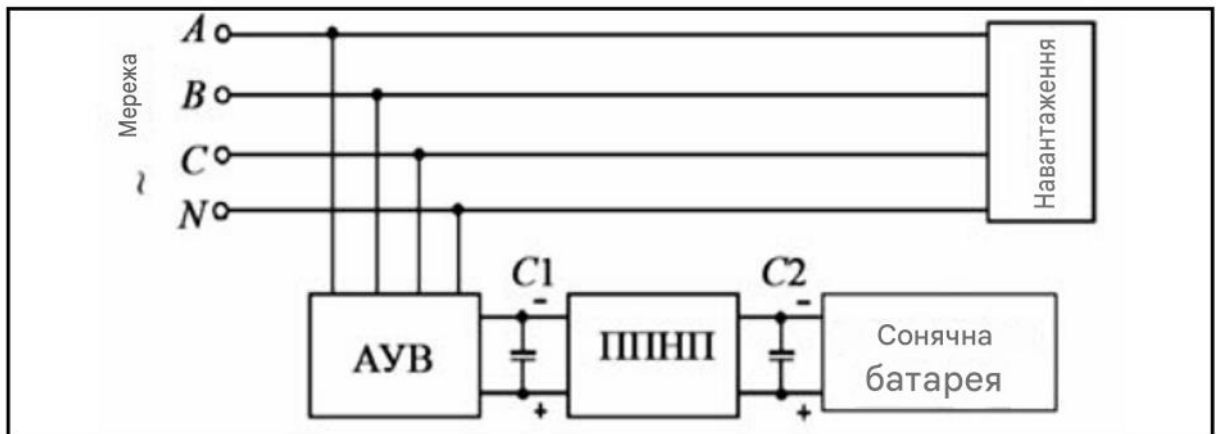 A
Мережа
B
C
~
N
Навантаження
C1
-
C2
-
АУВ
ППНП
Сонячна
батарея
+
+